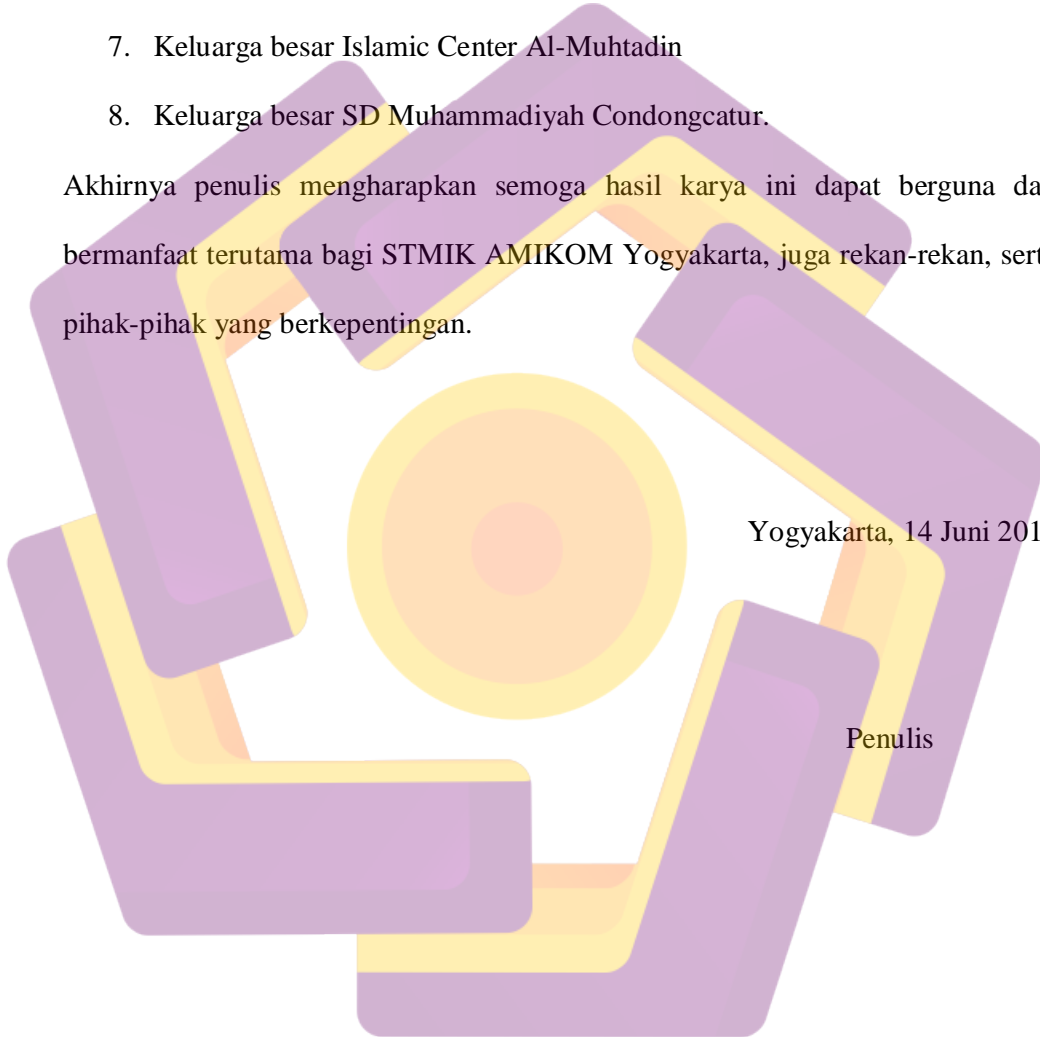 7. Keluarga besar Islamic Center Al-Muhtadin
8. Keluarga besar SD Muhammadiyah Condongcatur.
Akhirnya penulis mengharapkan semoga hasil karya ini dapat berguna da
bermanfaat terutama bagi STMIK AMIKOM Yogyakarta, juga rekan-rekan, sert
pihak-pihak yang berkepentingan.
Yogyakarta, 14 Juni 201
Penulis